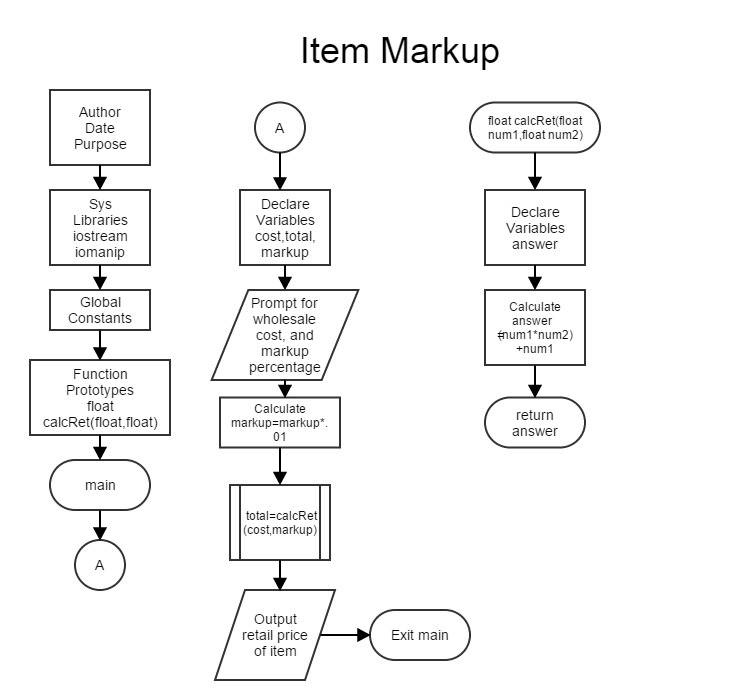 Item Markup
Author
Date
Purpose
Sys
Libraries
iostream
iomanip
Global
Constants
Function
Prototypes
float
calcRet(float,float)
main
A
A
Declare
Variables
cost,total,
markup
Prompt for
wholesale
cost, and
markup
percentage
Calculate
markup=markup*.
01
total=calcRet
(cost,markup)
Output
retail price
of item
Exit main
float calcRet(float
num1,float num2)
Declare
Variables
answer
Calculate
answer
=(num1*num2)
+num1
return
answer